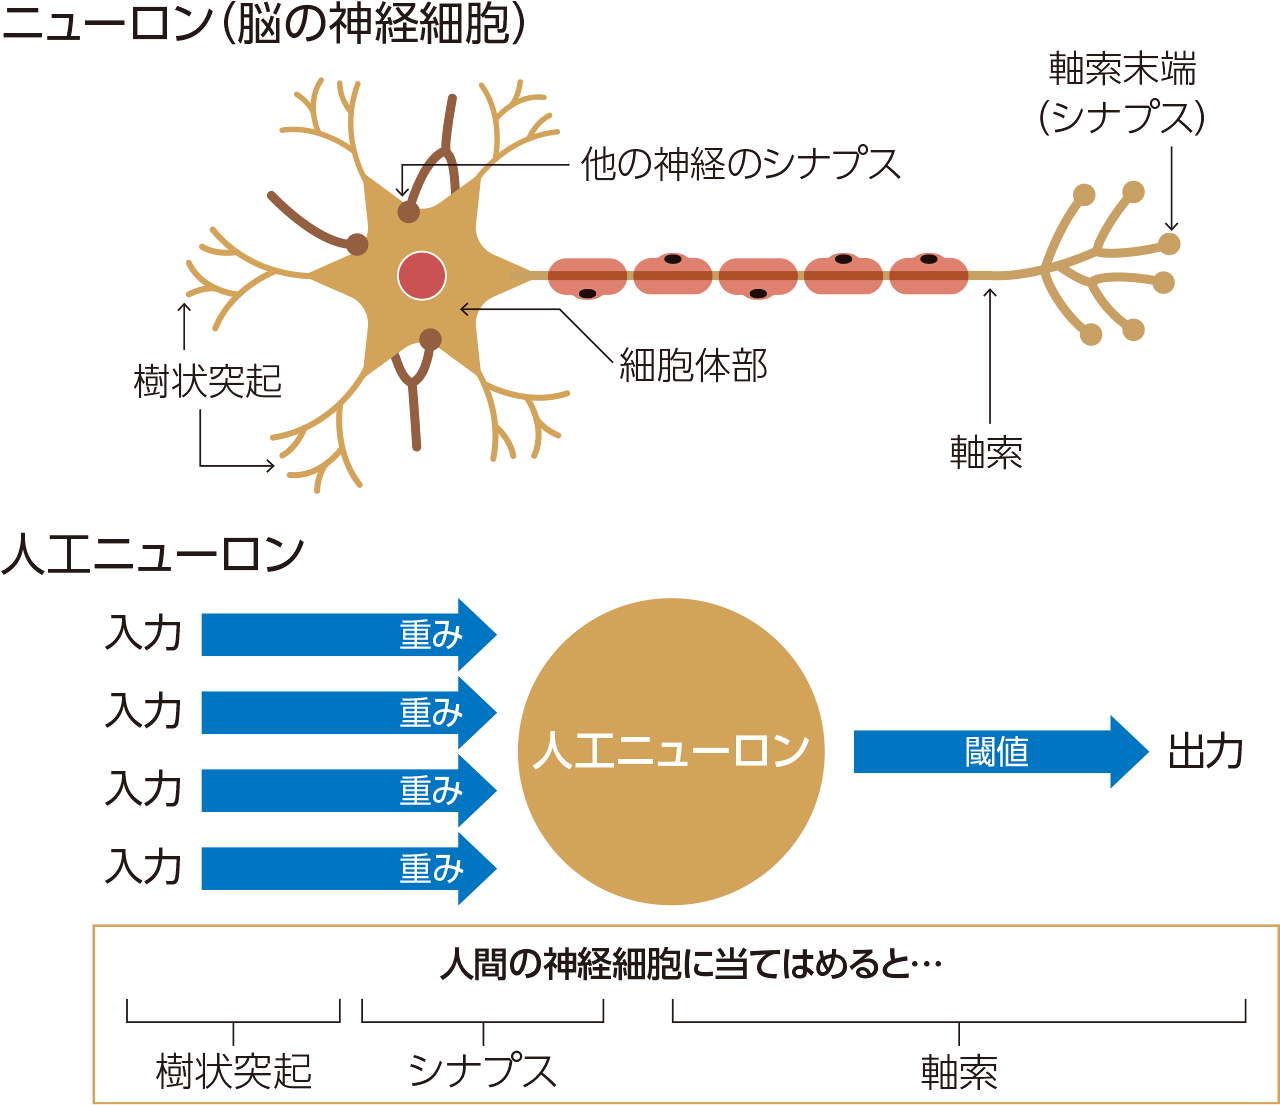 ニューロン（脳の神経細胞）
軸索末端
（シナプス）
他の神経のシナプス
細胞体部
樹状突起
軸索
人工ニューロン
入力 重み
入力 重み
人工ニューロン 閾値 出力
入力 重み
入力 重み
人間の神経細胞に当てはめると…
樹状突起 シナプス 軸索